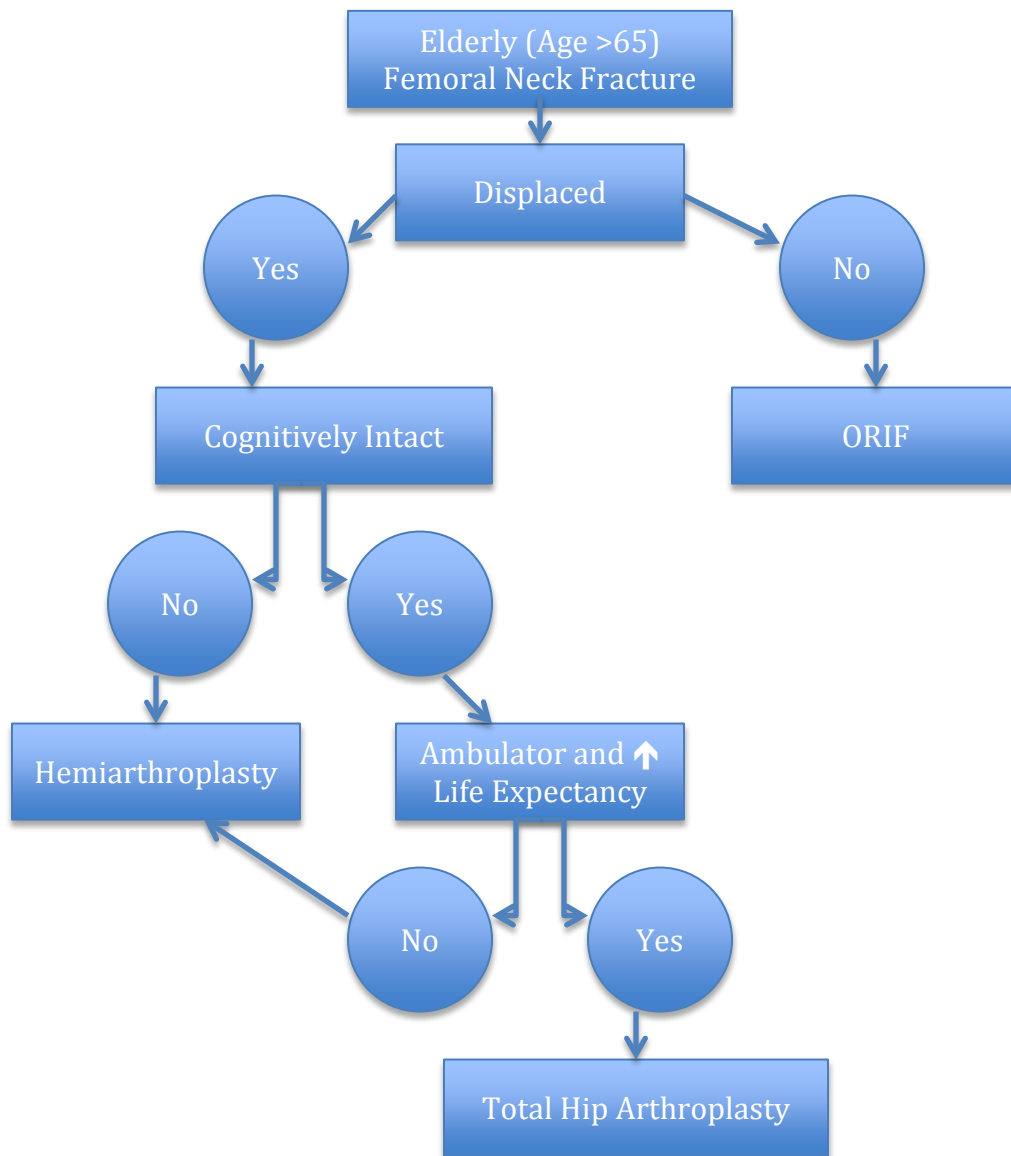 Elderly (Age >65)
Femoral Neck Fracture
Displaced
Yes
No
Cognitively Intact
ORIF
No
Yes
Hemiarthroplasty
Ambulator and ↑
Life Expectancy
No
Yes
Total Hip Arthroplasty